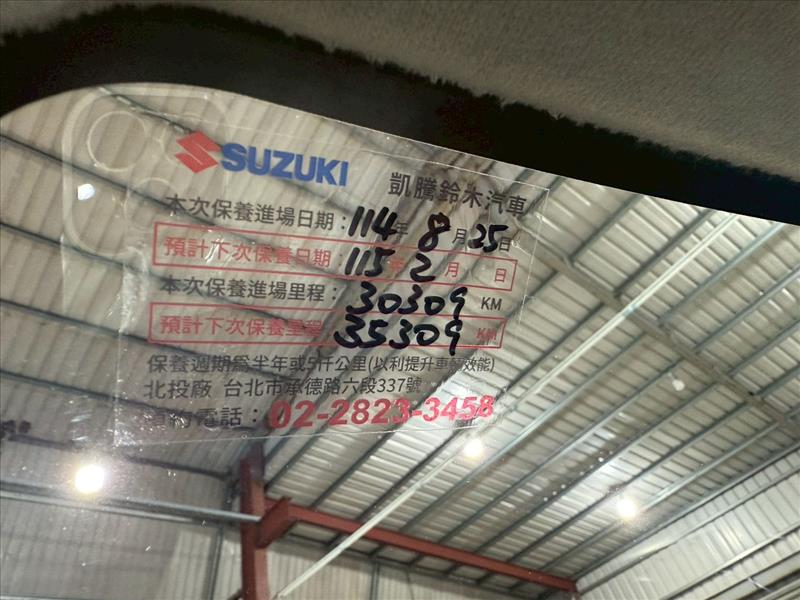 SUZUKI 凱騰鈴木汽車
本次保養進場日期：114年 8月25日
預計下次保養日期：115年 2月 日
本次保養進場里程：30309 KM
預計下次保養里程：35309 KM
保養週期為半年或5仟公里(以利提升車輛效能)
北投廠 台北市承德路六段337號
預約電話：02-2823-3458